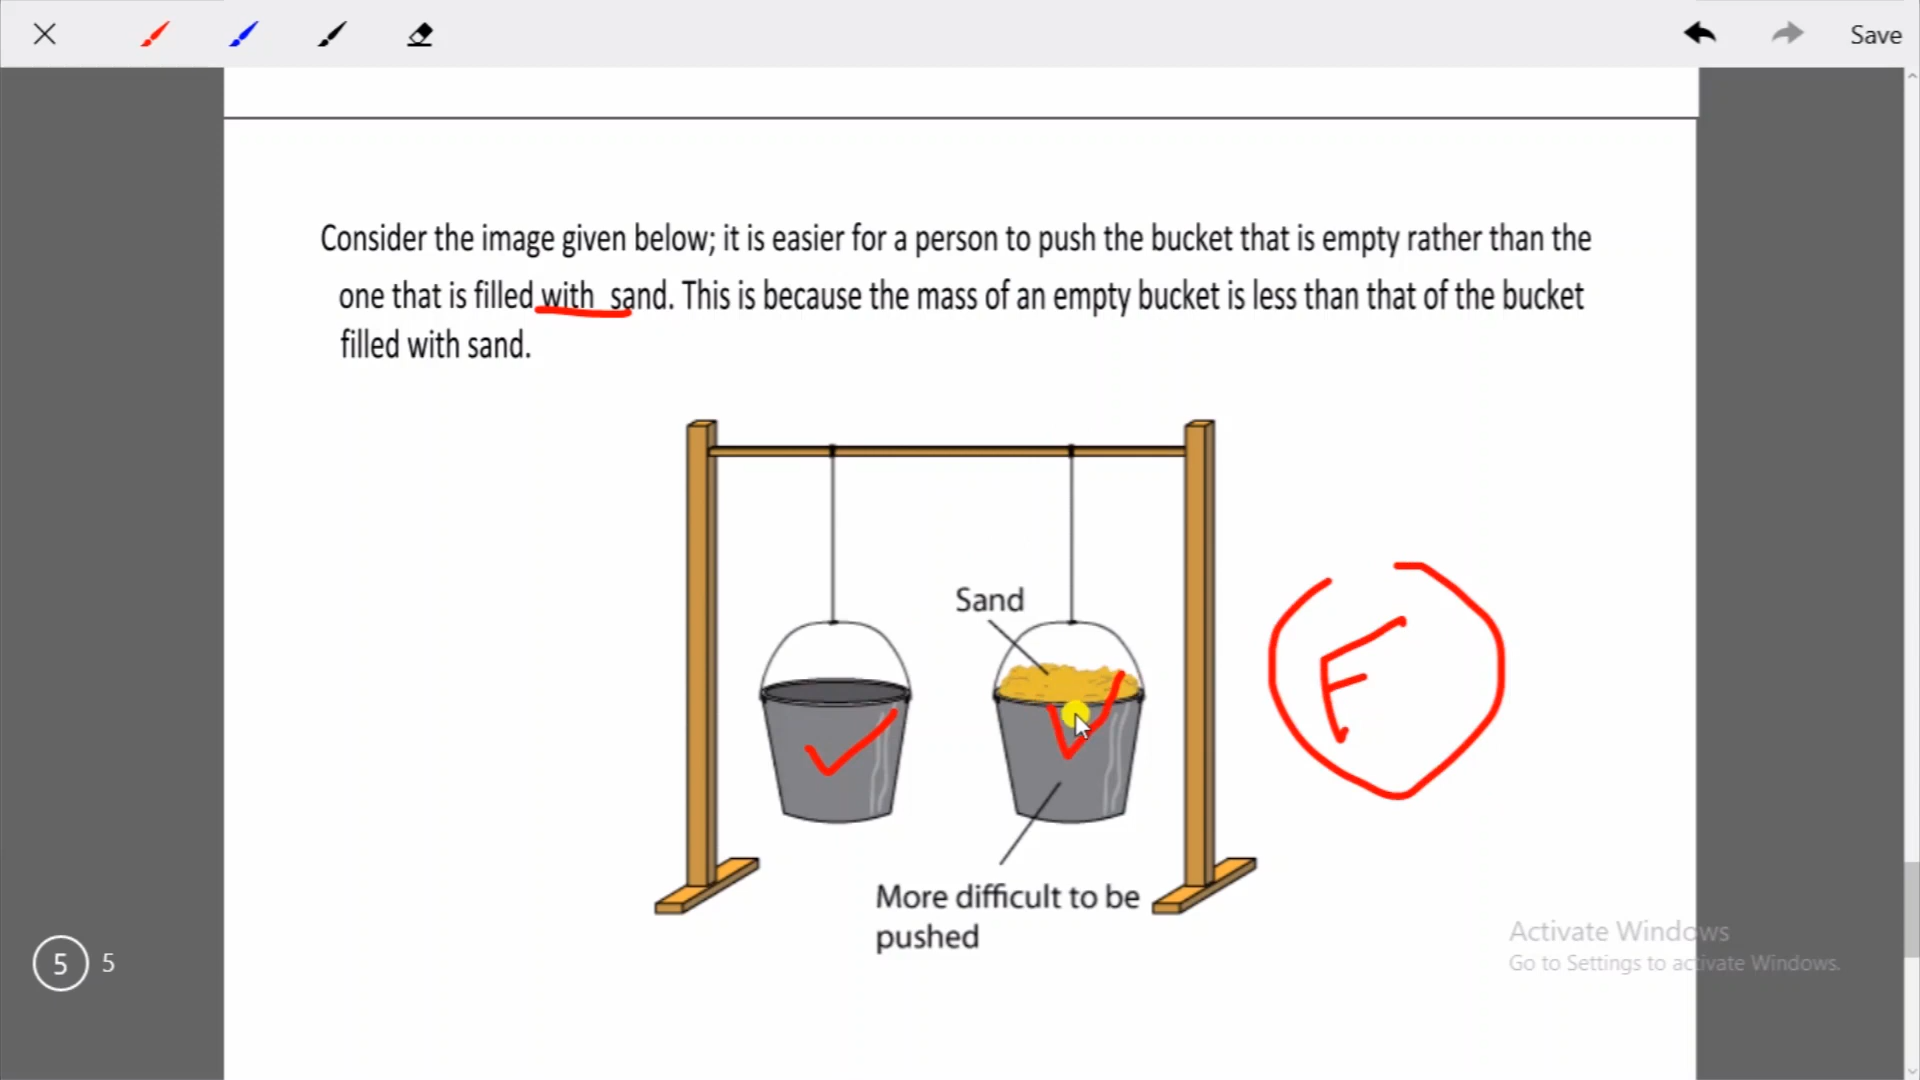 Save
Consider the image given below; it is easier for a person to push the bucket that is empty rather than the
one that is filled with sand. This is because the mass of an empty bucket is less than that of the bucket
filled with sand.
Sand
F
More difficult to be
pushed
Activate Windows
Go to Settings to activate Windows.
5 5